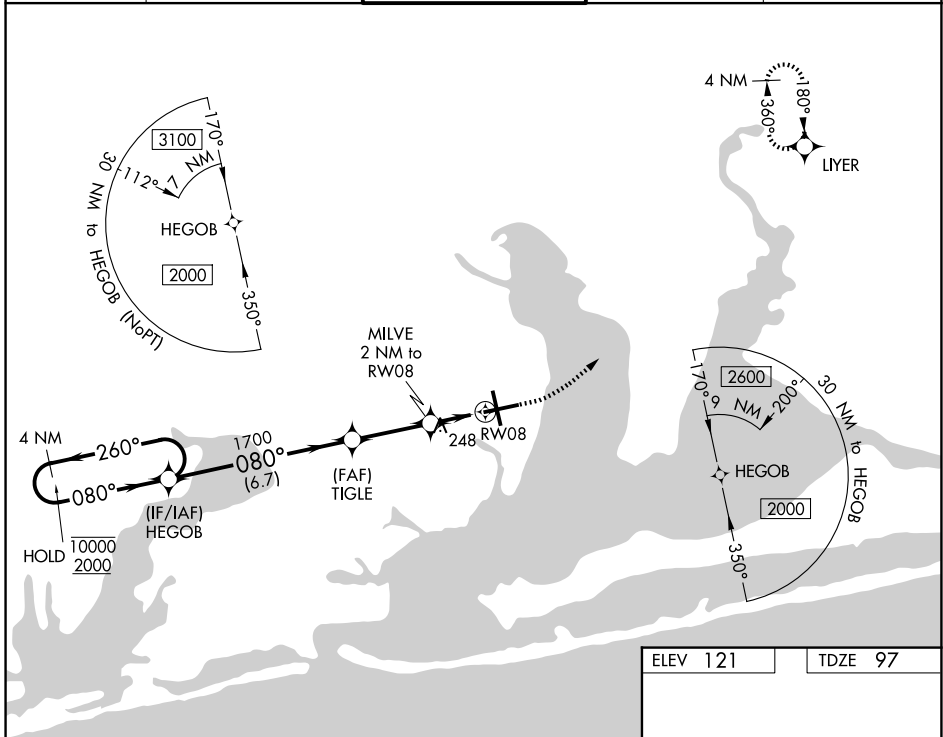 4 NM
360°
180°
LIYER
170°
3100
7 NM
112°
30 NM to HEGOB (NoPT)
HEGOB
2000
350°
MILVE
2 NM to
RW08
248
RW08
170°
2600
9 NM
200°
30 NM to HEGOB
HEGOB
2000
350°
4 NM
260°
080°
1700
080°
(6.7)
(FAF)
TIGLE
(IF/IAF)
HEGOB
HOLD
10000
2000
ELEV 121
TDZE 97